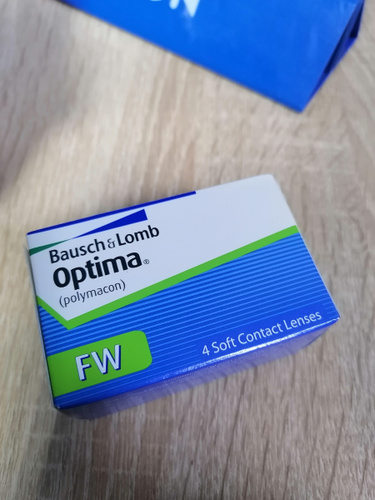 Bausch & Lomb
Optima®
(polymacon)
FW
4 Soft Contact Lenses